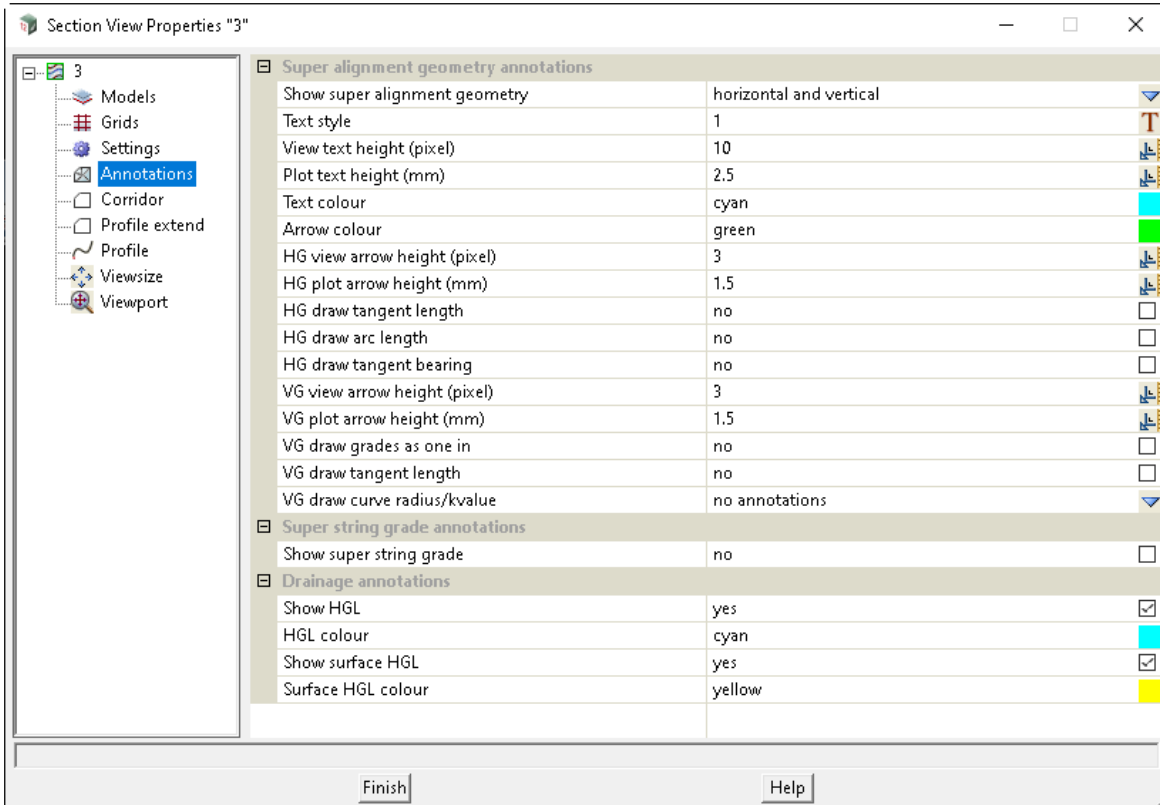 Section View Properties "3"
3
Models
Grids
Settings
Annotations
Corridor
Profile extend
Profile
Viewsize
Viewport
Super alignment geometry annotations
Show super alignment geometry horizontal and vertical
Text style 1
View text height (pixel) 10
Plot text height (mm) 2.5
Text colour cyan
Arrow colour green
HG view arrow height (pixel) 3
HG plot arrow height (mm) 1.5
HG draw tangent length no
HG draw arc length no
HG draw tangent bearing no
VG view arrow height (pixel) 3
VG plot arrow height (mm) 1.5
VG draw grades as one in no
VG draw tangent length no
VG draw curve radius/kvalue no annotations
Super string grade annotations
Show super string grade no
Drainage annotations
Show HGL yes
HGL colour cyan
Show surface HGL yes
Surface HGL colour yellow
Finish Help